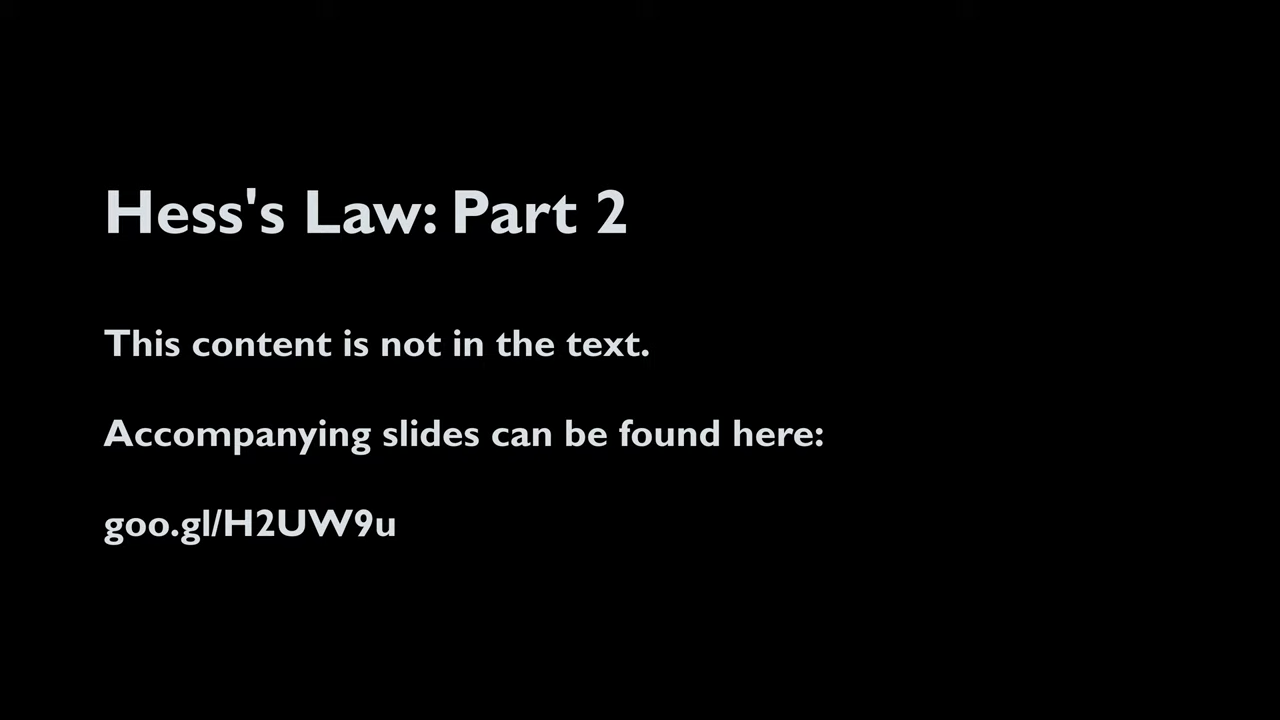 Hess's Law: Part 2
This content is not in the text.
Accompanying slides can be found here:
goo.gl/H2UW9u